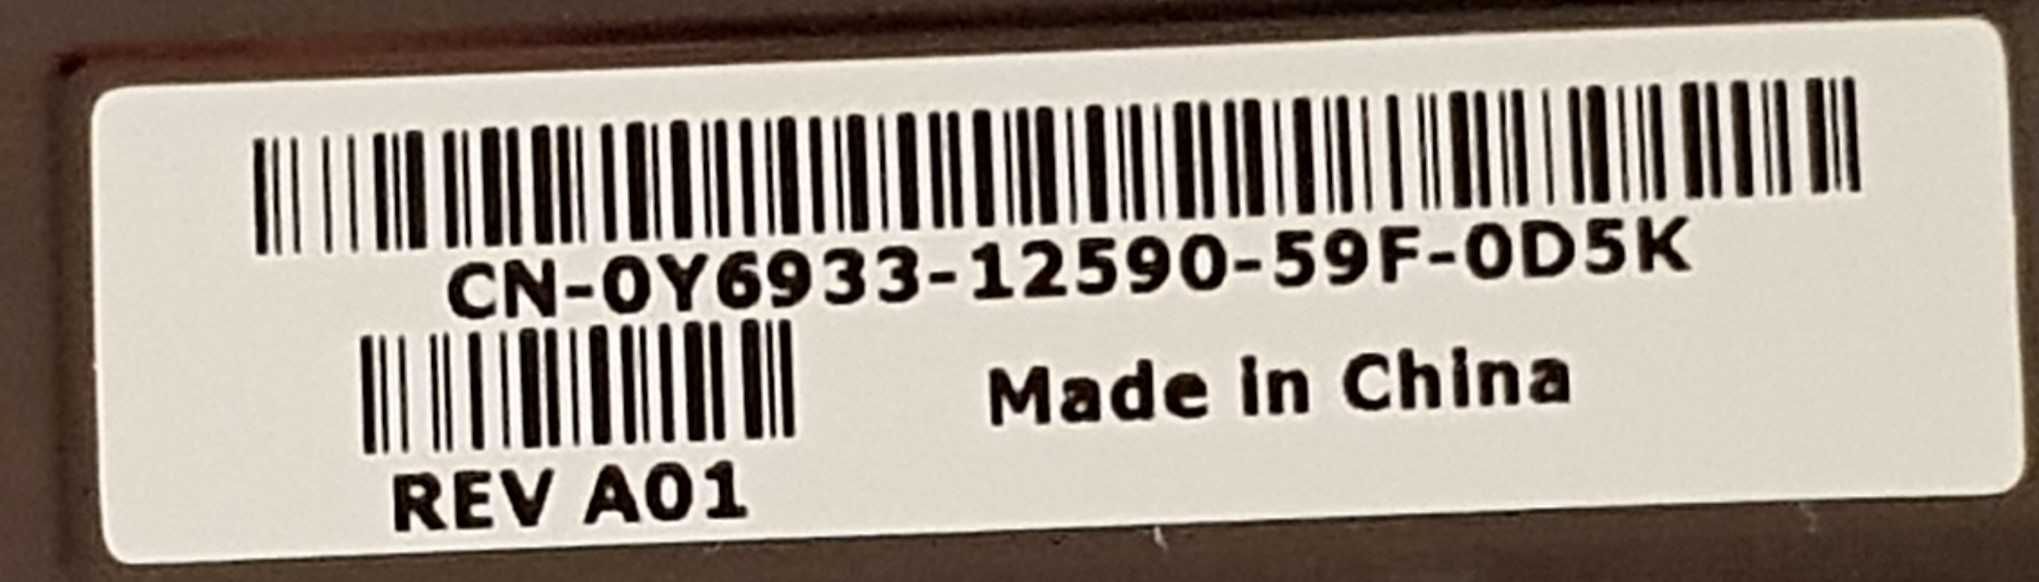 CN-0Y6933-12590-59F-0D5K
Made in China
REV A01